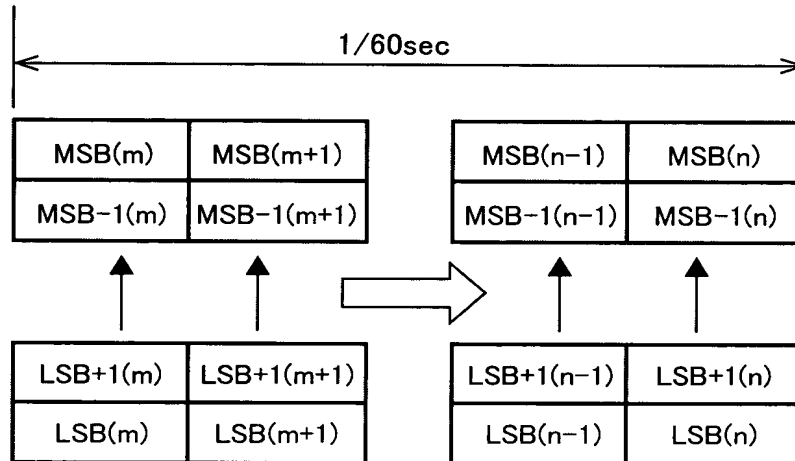 1/60sec
MSB(m) MSB(m+1) MSB(n-1) MSB(n)
MSB-1(m) MSB-1(m+1) MSB-1(n-1) MSB-1(n)
LSB+1(m) LSB+1(m+1) LSB+1(n-1) LSB+1(n)
LSB(m) LSB(m+1) LSB(n-1) LSB(n)